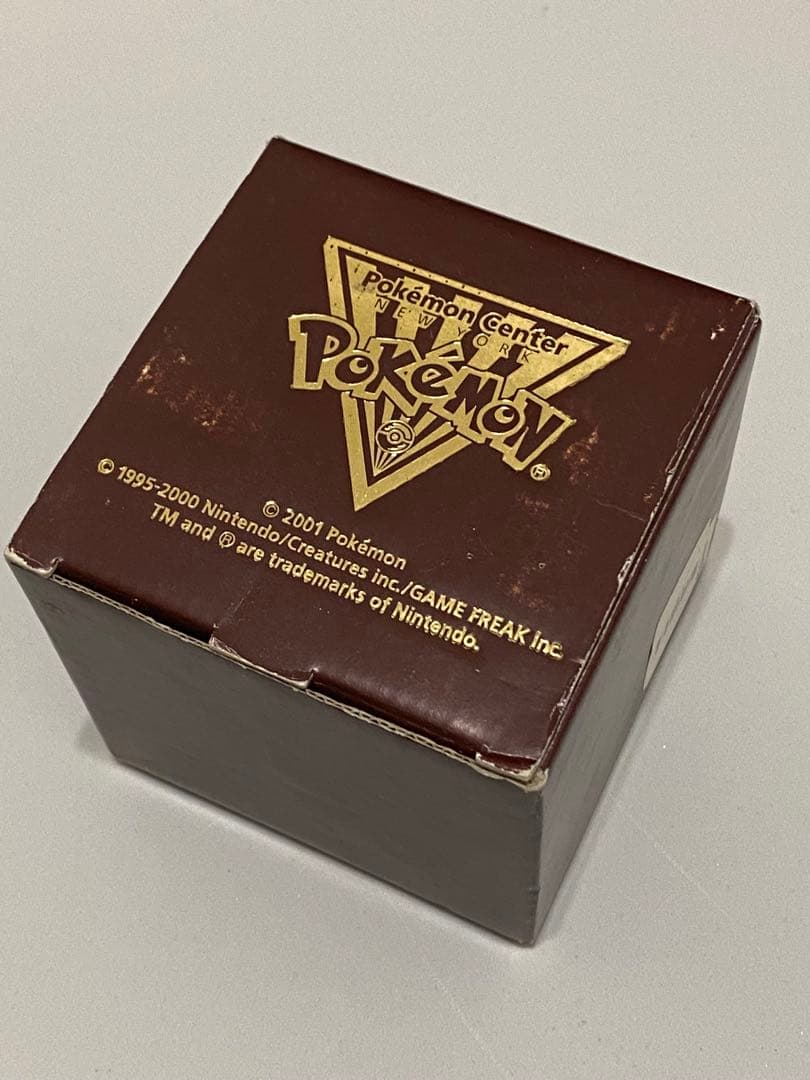 Pokémon Center
NEW YORK
POKéMON®
© 2001 Pokémon
© 1995-2000 Nintendo/Creatures inc./GAME FREAK Inc.
TM and ® are trademarks of Nintendo.